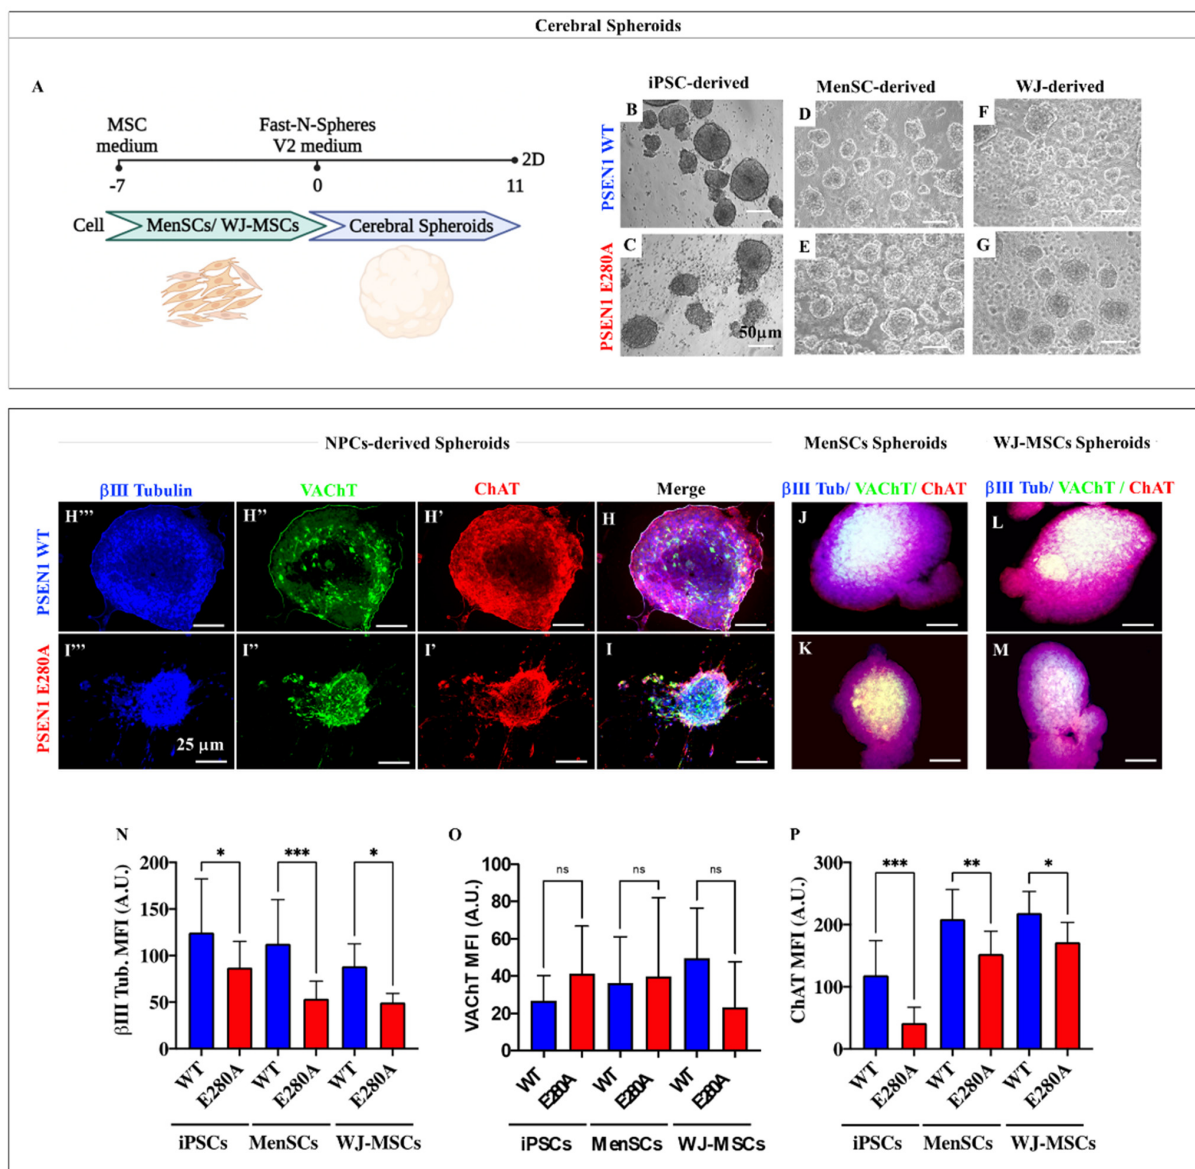 Cerebral Spheroids
A
MSC medium
Fast-N-Spheres V2 medium
-7
0
11
2D
Cell
MenSCs/ WJ-MSCs
Cerebral Spheroids
iPSC-derived
MenSC-derived
WJ-derived
PSEN1 WT
B
D
F
PSEN1 E280A
C
E
G
50μm
NPCs-derived Spheroids
MenSCs Spheroids
WJ-MSCs Spheroids
βIII Tubulin
VAChT
ChAT
Merge
βIII Tub/ VAChT/ ChAT
βIII Tub/ VAChT / ChAT
PSEN1 WT
H'''
H''
H'
H
J
L
PSEN1 E280A
I'''
I''
I'
I
K
M
25 μm
N
βIII Tub. MFI (A.U.)
200
150
100
50
0
*
***
*
WT
E280A
WT
E280A
WT
E280A
iPSCs
MenSCs
WJ-MSCs
O
VAChT MFI (A.U.)
100
80
60
40
20
0
ns
ns
ns
WT
E280A
WT
E280A
WT
E280A
iPSCs
MenSCs
WJ-MSCs
P
ChAT MFI (A.U.)
300
200
100
0
***
**
*
WT
E280A
WT
E280A
WT
E280A
iPSCs
MenSCs
WJ-MSCs